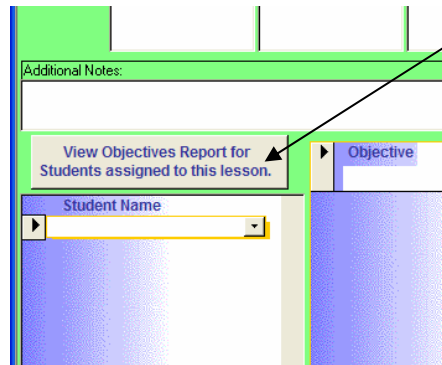 Additional Notes:
View Objectives Report for
Students assigned to this lesson.
Objective
Student Name